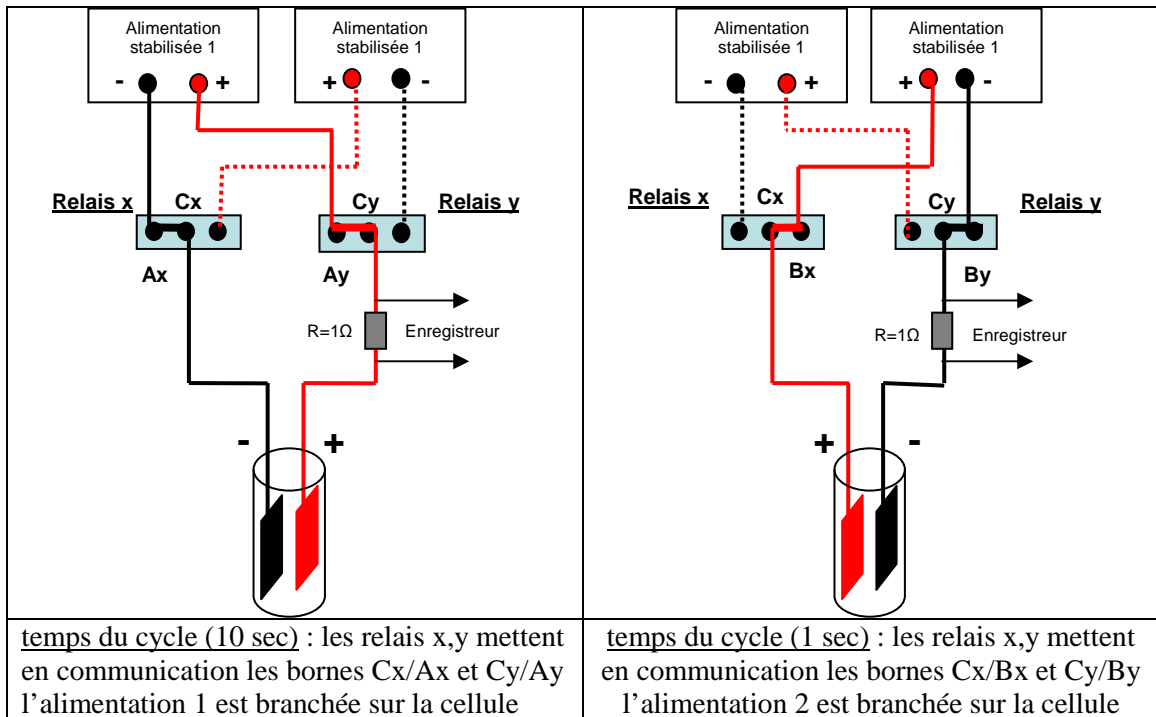 Alimentation
stabilisée 1
- +
Alimentation
stabilisée 1
+ -
Relais x
Cx
Cy
Relais y
Ax
Ay
R=1Ω
Enregistreur
- +
temps du cycle (10 sec) : les relais x,y mettent
en communication les bornes Cx/Ax et Cy/Ay
l’alimentation 1 est branchée sur la cellule
Alimentation
stabilisée 1
- +
Alimentation
stabilisée 1
+ -
Relais x
Cx
Cy
Relais y
Bx
By
R=1Ω
Enregistreur
+ -
temps du cycle (1 sec) : les relais x,y mettent
en communication les bornes Cx/Bx et Cy/By
l’alimentation 2 est branchée sur la cellule